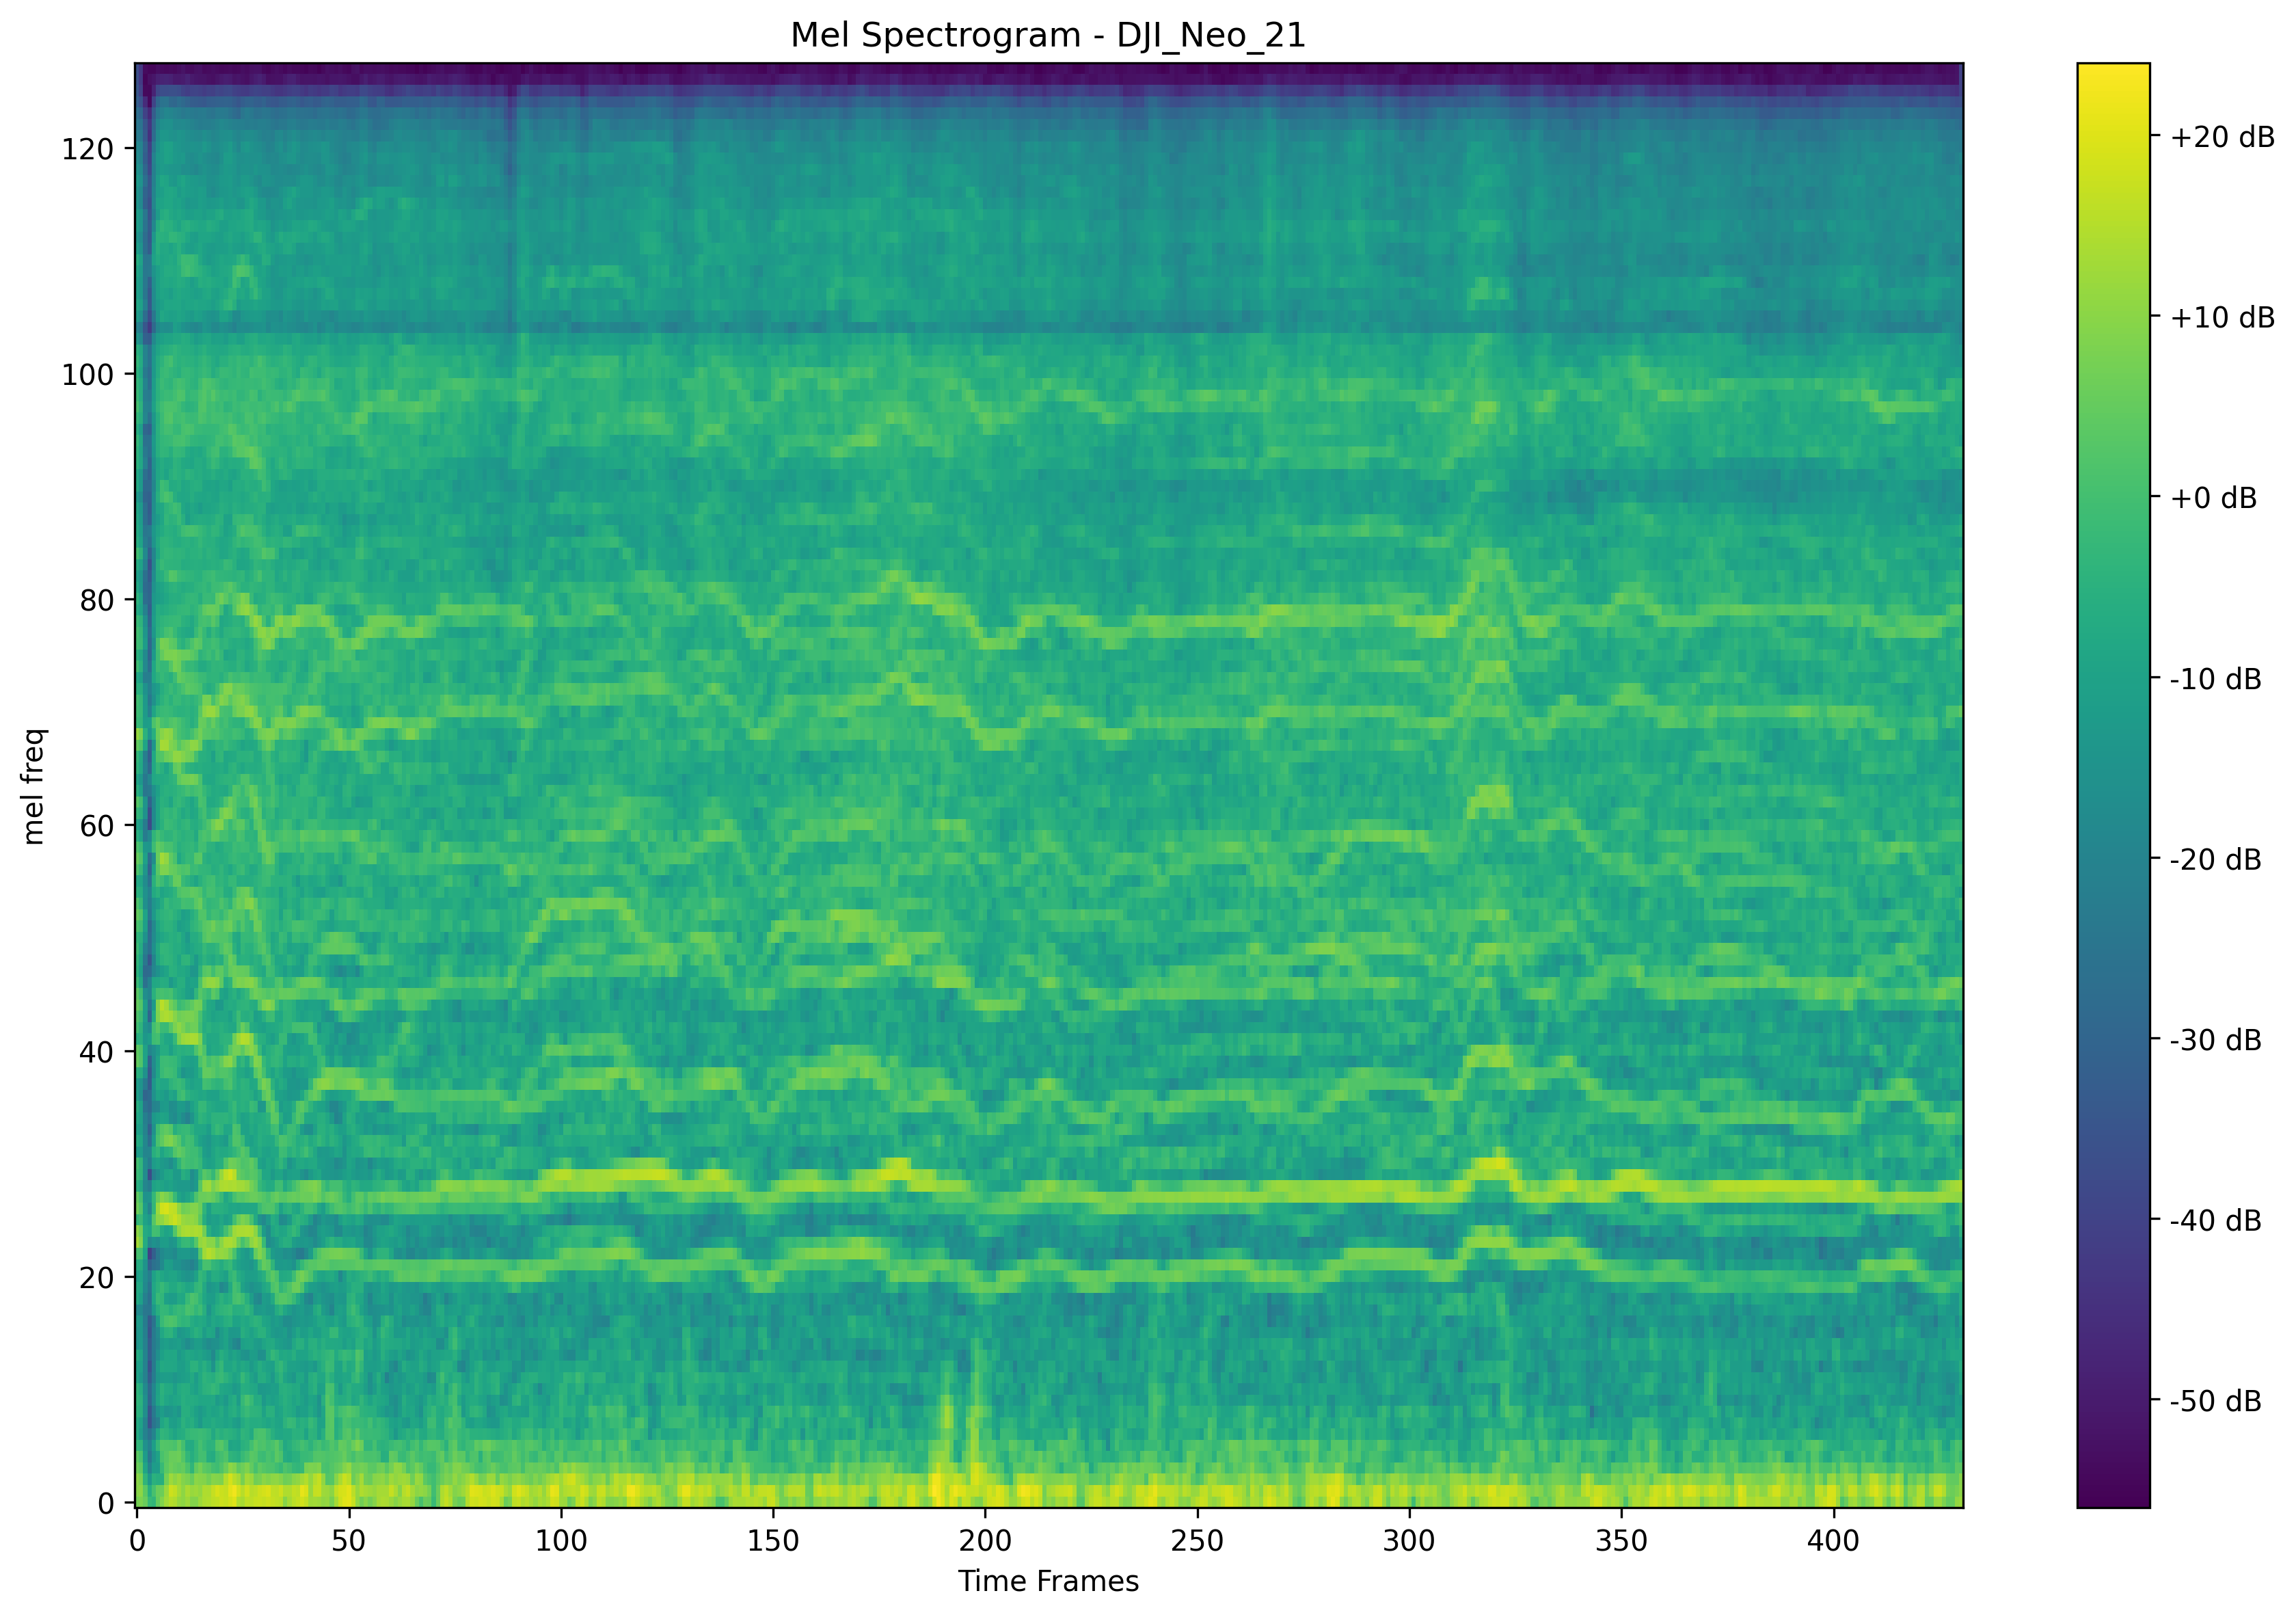 Mel Spectrogram - DJI_Neo_21
mel freq
120
100
80
60
40
20
0
0 50 100 150 200 250 300 350 400
Time Frames
+20 dB
+10 dB
+0 dB
-10 dB
-20 dB
-30 dB
-40 dB
-50 dB